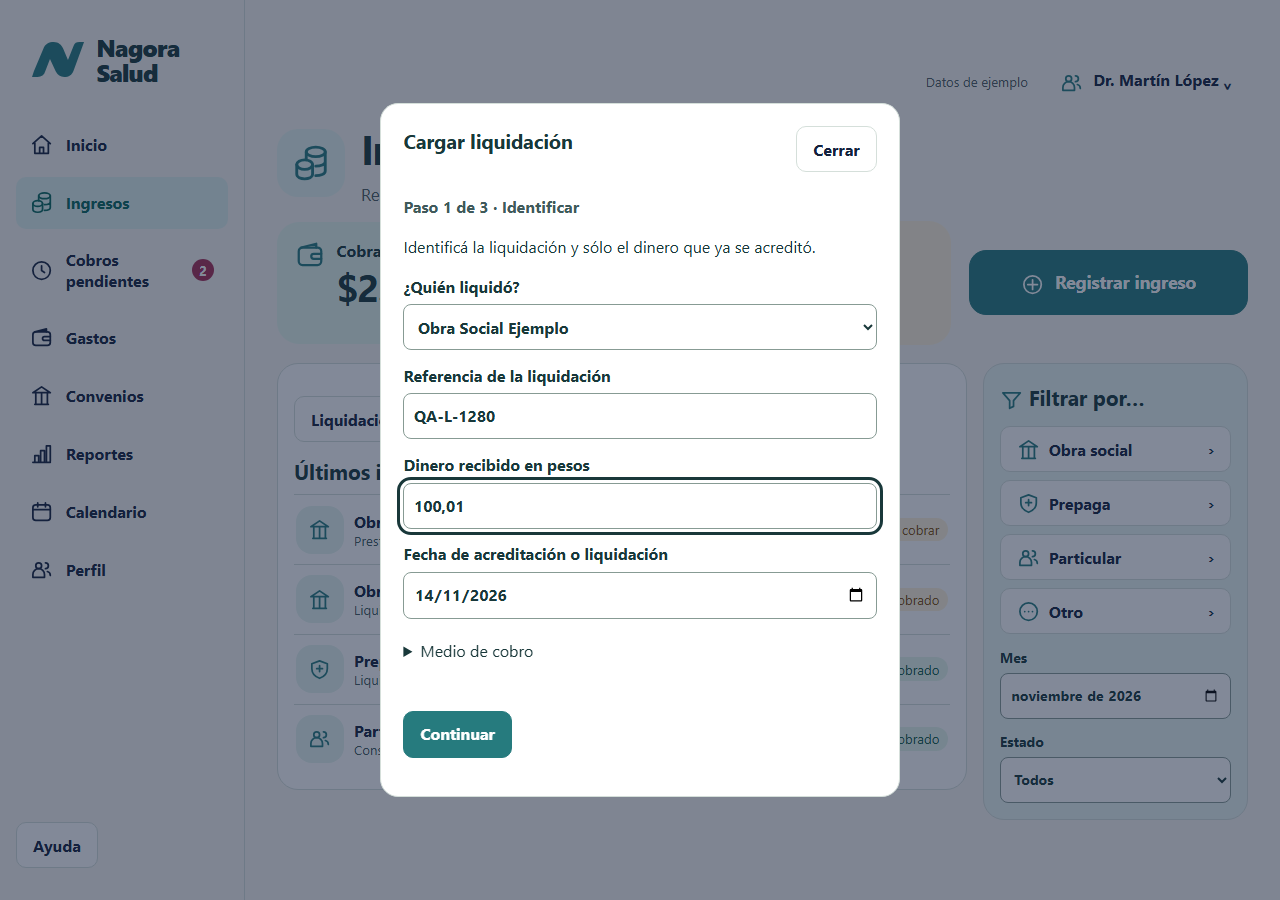 Nagora
Salud
Datos de ejemplo
Dr. Martín López
Inicio
Ingresos
Cobros
pendientes
2
Gastos
Convenios
Reportes
Calendario
Perfil
Ayuda
$2
Registrar ingreso
Últimos
cobrar
Filtrar por...
Obra social ›
Prepaga ›
Particular ›
Otro ›
Mes
noviembre de 2026
Estado
Todos
Cargar liquidación
Cerrar
Paso 1 de 3 · Identificar
Identificá la liquidación y sólo el dinero que ya se acreditó.
¿Quién liquidó?
Obra Social Ejemplo
Referencia de la liquidación
QA-L-1280
Dinero recibido en pesos
100,01
Fecha de acreditación o liquidación
14/11/2026
Medio de cobro
Continuar